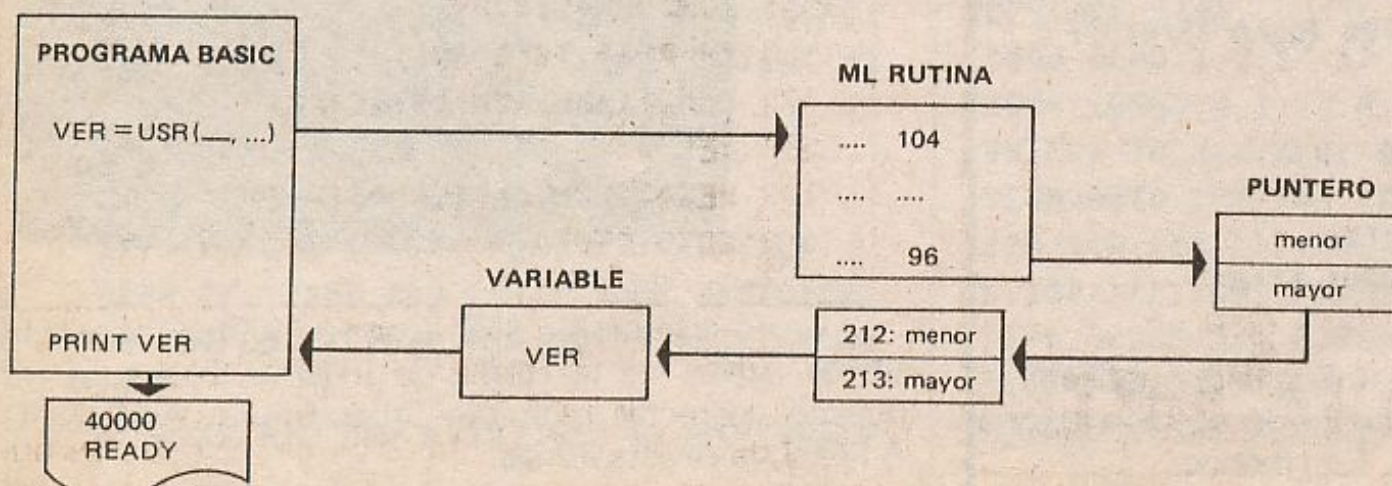 PROGRAMA BASIC
VER = USR (__, ...)
PRINT VER
40000
READY
ML RUTINA
.... 104
.... ....
.... 96
PUNTERO
menor
mayor
212: menor
213: mayor
VARIABLE
VER